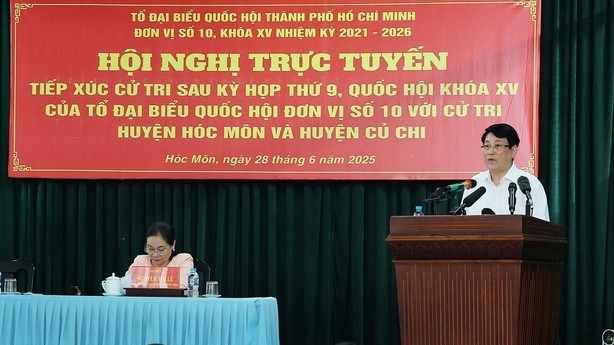 TỔ ĐẠI BIỂU QUỐC HỘI THÀNH PHỐ HỒ CHÍ MINH
ĐƠN VỊ SỐ 10, KHÓA XV NHIỆM KỲ 2021 - 2026
HỘI NGHỊ TRỰC TUYẾN
TIẾP XÚC CỬ TRI SAU KỲ HỌP THỨ 9, QUỐC HỘI KHÓA XV
CỦA TỔ ĐẠI BIỂU QUỐC HỘI ĐƠN VỊ SỐ 10 VỚI CỬ TRI
HUYỆN HÓC MÔN VÀ HUYỆN CỦ CHI
Hóc Môn, ngày 28 tháng 6 năm 2025
LỆ